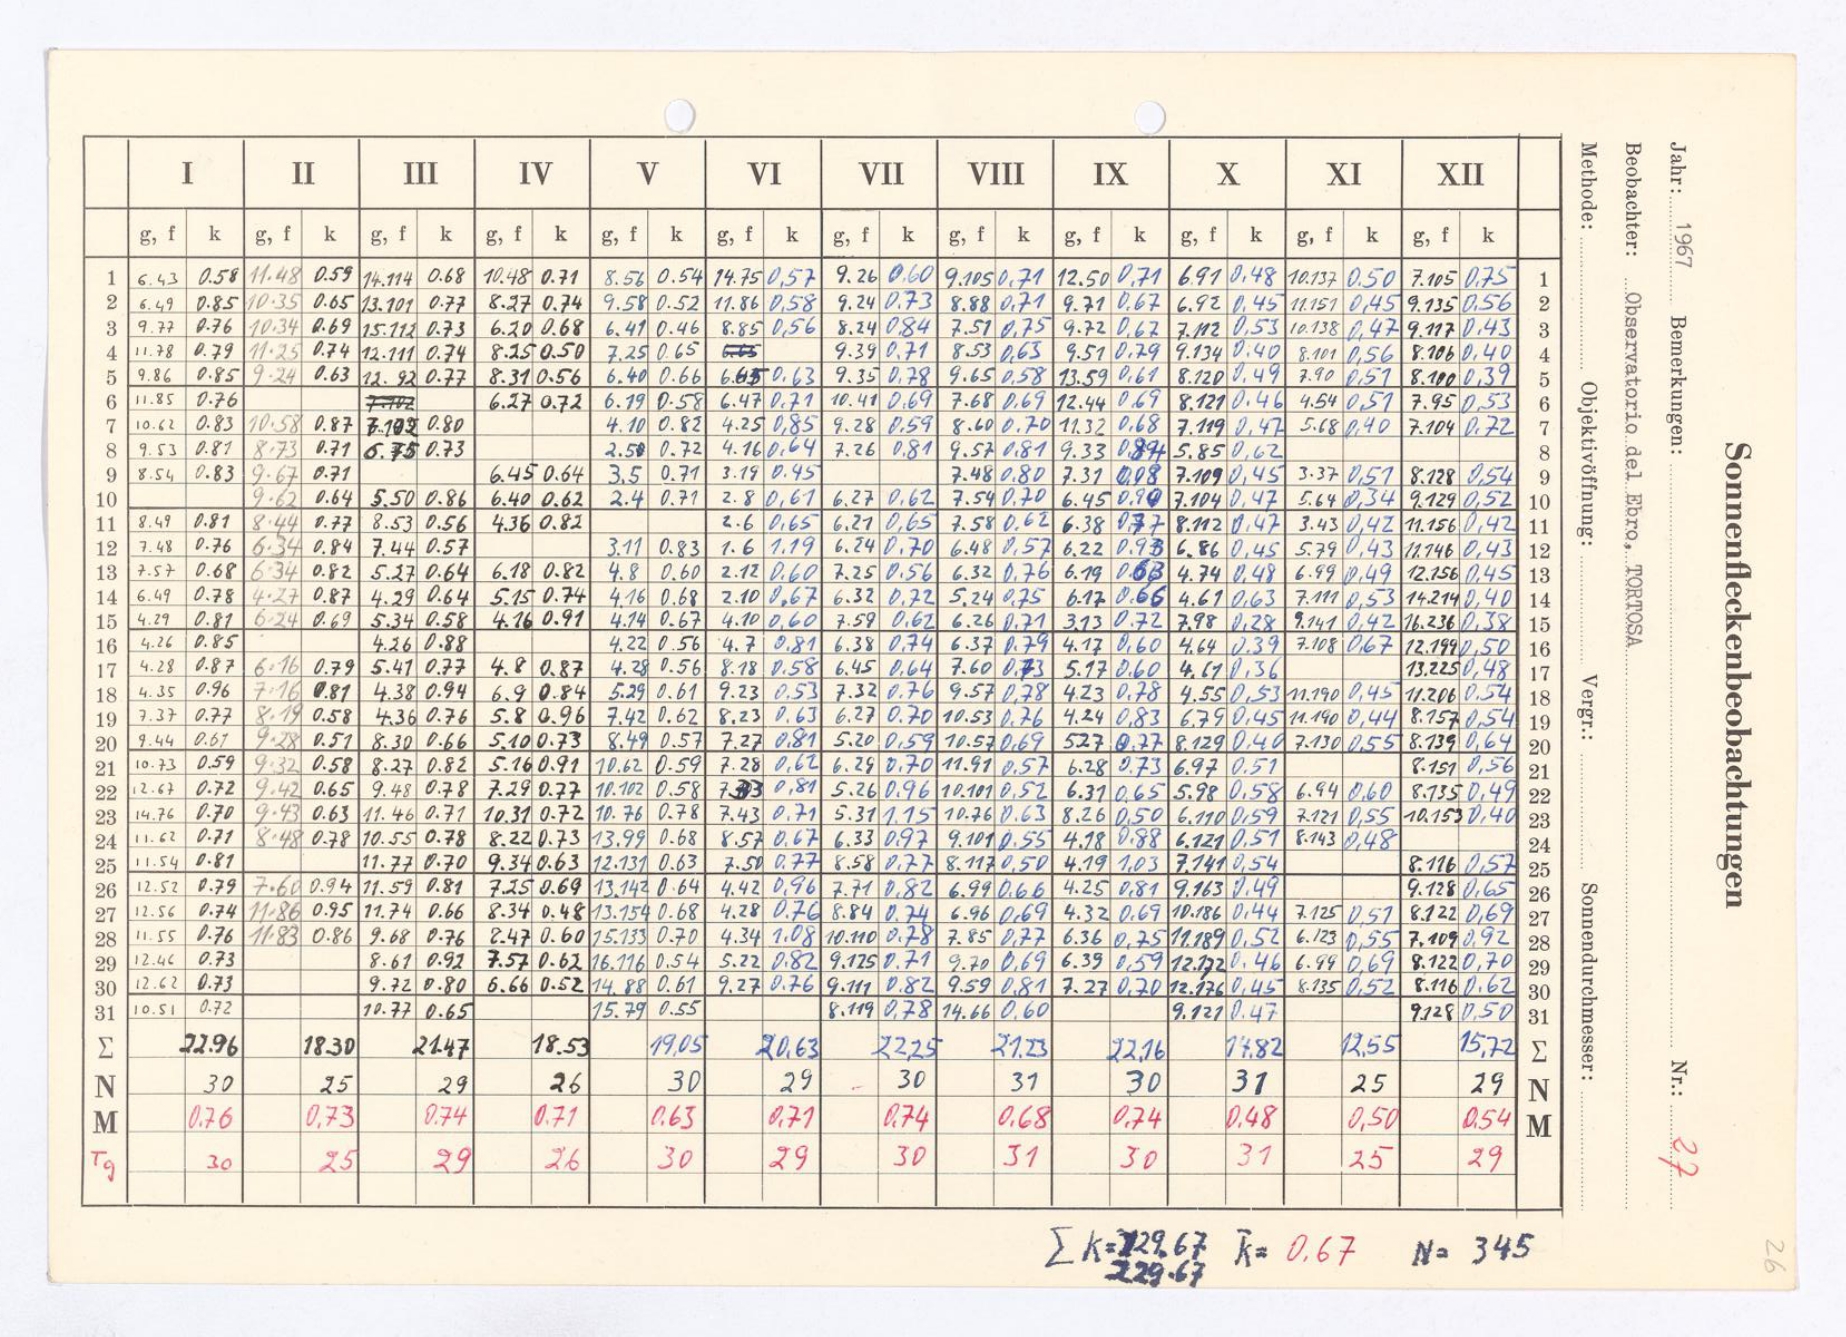 I II III IV V VI VII VIII IX X XI XII
g, f k g, f k g, f k g, f k g, f k g, f k g, f k g, f k g, f k g, f k g, f k g, f k
1 6.43 0.58 11.48 0.59 14.114 0.68 10.48 0.71 8.56 0.54 14.75 0,57 9.26 0.60 9.105 0,71 12.50 0,71 6.91 0,48 10.137 0,50 7.105 0,75 1
2 6.49 0.85 10.35 0.65 13.101 0.77 8.27 0.74 9.58 0.52 11.86 0,58 9.24 0.73 8.88 0,71 9.71 0,67 6.92 0,45 11.151 0,45 9.135 0,56 2
3 9.77 0.76 10.34 0.69 15.112 0.73 6.20 0.68 6.41 0.46 8.85 0,56 8.24 0,84 7.51 0,75 9.72 0,67 7.112 0,53 10.138 0,47 9.117 0,43 3
4 11.78 0.79 11.25 0.74 12.111 0.74 8.25 0.50 7.25 0.65 9.39 0,71 8.53 0,63 9.51 0,79 9.134 0.40 8.101 0,56 8.106 0,40 4
5 9.86 0.85 9.24 0.63 12.92 0.77 8.31 0.56 6.40 0.66 6.65 0,63 9.35 0,78 9.65 0,58 13.59 0,61 8.120 0,49 7.90 0,51 8.100 0,39 5
6 11.85 0.76 6.27 0.72 6.19 0.58 6.47 0,71 10.41 0,69 7.68 0,69 12.44 0,69 8.121 0,46 4.54 0,51 7.95 0,53 6
7 10.62 0.83 10.58 0.87 7.102 0.80 4.10 0.82 4.25 0,85 9.28 0,59 8.60 0,70 11.32 0,68 7.119 0,47 5.68 0,40 7.104 0.72 7
8 9.53 0.81 8.73 0.71 6.75 0.73 2.50 0.72 4.16 0,64 7.26 0,81 9.57 0,81 9.33 0,84 5.85 0,62 8
9 8.54 0.83 9.67 0.71 6.45 0.64 3.5 0.71 3.19 0.45 7.48 0,80 7.31 0,98 7.109 0,45 3.37 0,51 8.128 0,54 9
10 9.62 0.64 5.50 0.86 6.40 0.62 2.4 0.71 2.8 0,61 6.27 0,62 7.54 0,70 6.45 0,90 7.104 0,47 5.64 0,34 9.129 0,52 10
11 8.49 0.81 8.44 0.77 8.53 0.56 4.36 0.82 2.6 0,65 6.21 0,65 7.58 0,62 6.38 0,77 8.112 0,47 3.43 0,42 11.156 0,42 11
12 7.48 0.76 6.34 0.84 7.44 0.57 3.11 0.83 1.6 1.19 6.24 0,70 6.48 0,57 6.22 0,93 6.86 0,45 5.79 0,43 11.146 0,43 12
13 7.57 0.68 6.34 0.82 5.27 0.64 6.18 0.82 4.8 0.60 2.12 0,60 7.25 0,56 6.32 0,76 6.19 0,63 4.74 0,48 6.99 0,49 12.156 0,45 13
14 6.49 0.78 4.27 0.87 4.29 0.64 5.15 0.74 4.16 0.68 2.10 0,67 6.32 0,72 5.24 0,75 6.17 0,66 4.61 0,63 7.111 0,53 14.214 0,40 14
15 4.29 0.81 6.24 0.69 5.34 0.58 4.16 0.91 4.14 0.67 4.10 0,60 7.59 0,62 6.26 0,71 3.13 0.72 7.98 0,28 9.141 0,42 16.236 0,38 15
16 4.26 0.85 4.26 0.88 4.22 0.56 4.7 0,81 6.38 0,74 6.37 0,79 4.17 0,60 4.64 0,39 7.108 0,67 12.199 0,50 16
17 4.28 0.87 6.16 0.79 5.41 0.77 4.8 0.87 4.28 0.56 8.18 0,58 6.45 0,64 7.60 0,73 5.17 0,60 4.61 0,36 13.225 0,48 17
18 4.35 0.96 7.16 0.81 4.38 0.94 6.9 0.84 5.29 0.61 9.23 0,53 7.32 0,76 9.57 0,78 4.23 0,78 4.55 0,53 11.190 0,45 11.206 0.54 18
19 7.37 0.77 8.19 0.58 4.36 0.76 5.8 0.96 7.42 0.62 8.23 0,63 6.27 0,70 10.53 0,76 4.24 0,83 6.79 0,45 11.190 0,44 8.157 0,54 19
20 9.44 0.61 9.28 0.51 8.30 0.66 5.10 0.73 8.49 0.57 7.27 0,81 5.20 0,59 10.57 0,69 5.27 0,77 8.129 0,40 7.130 0,55 8.139 0,64 20
21 10.73 0.59 9.32 0.58 8.27 0.82 5.16 0.91 10.62 0.59 7.28 0,62 6.29 0,70 11.91 0,57 6.28 0,73 6.97 0.51 8.151 0,56 21
22 12.67 0.72 9.42 0.65 9.48 0.78 7.29 0.77 10.102 0.58 7.33 0,81 5.26 0,96 10.101 0,52 6.31 0,65 5.98 0,58 6.94 0,60 8.135 0,49 22
23 14.76 0.70 9.43 0.63 11.46 0.71 10.31 0.72 10.76 0.78 7.43 0,71 5.31 1.15 10.76 0.63 8.26 0,50 6.110 0,59 7.121 0,55 10.153 0,40 23
24 11.62 0.71 8.48 0.78 10.55 0.78 8.22 0.73 13.99 0.68 8.57 0,67 6.33 0,97 9.101 0.55 4.18 0.88 6.121 0,51 8.143 0,48 24
25 11.54 0.81 11.77 0.70 9.34 0.63 12.131 0.63 7.50 0,77 8.58 0,77 8.117 0,50 4.19 1,03 7.141 0,54 8.116 0,57 25
26 12.52 0.79 7.60 0.94 11.59 0.81 7.25 0.69 13.142 0.64 4.42 0,96 7.71 0,82 6.99 0.66 4.25 0,81 9.163 0,49 9.128 0,65 26
27 12.56 0.74 11.86 0.95 11.74 0.66 8.34 0.48 13.154 0.68 4.28 0,76 8.84 0,74 6.96 0,69 4.32 0.69 10.186 0,44 7.125 0,51 8.122 0,69 27
28 11.55 0.76 11.83 0.86 9.68 0.76 8.47 0.60 15.133 0.70 4.34 1.08 10.110 0,78 7.85 0,77 6.36 0,75 11.189 0,52 6.123 0,55 7.109 0,92 28
29 12.46 0.73 8.61 0.92 7.57 0.62 16.116 0.54 5.22 0,82 9.125 0,71 9.70 0,69 6.39 0,59 12.172 0.46 6.99 0,69 8.122 0,70 29
30 12.62 0.73 9.72 0.80 6.66 0.52 14.88 0.61 9.27 0.76 9.111 0,82 9.59 0,81 7.27 0,70 12.176 0,45 8.135 0,52 8.116 0,62 30
31 10.51 0.72 10.77 0.65 15.79 0.55 8.119 0,78 14.66 0,60 9.121 0,47 9.128 0,50 31
Σ 22.96 18.30 21.47 18.53 19,05 20,63 22,25 21.23 22,16 14.82 12,55 15,72 Σ
N 30 25 29 26 30 29 30 31 30 31 25 29 N
M 0.76 0,73 0.74 0.71 0.63 0,71 0,74 0,68 0,74 0.48 0,50 0.54 M
Tg 30 25 29 26 30 29 30 31 30 31 25 29
Σ k = 229.67 k̄ = 0.67 N = 345
229.67
Sonnenfleckenbeobachtungen
Jahr: 1967 Bemerkungen: Nr.: 27
Beobachter: Observatorio del Ebro, TORTOSA
Methode: Objektivöffnung: Vergr.: Sonnendurchmesser:
26